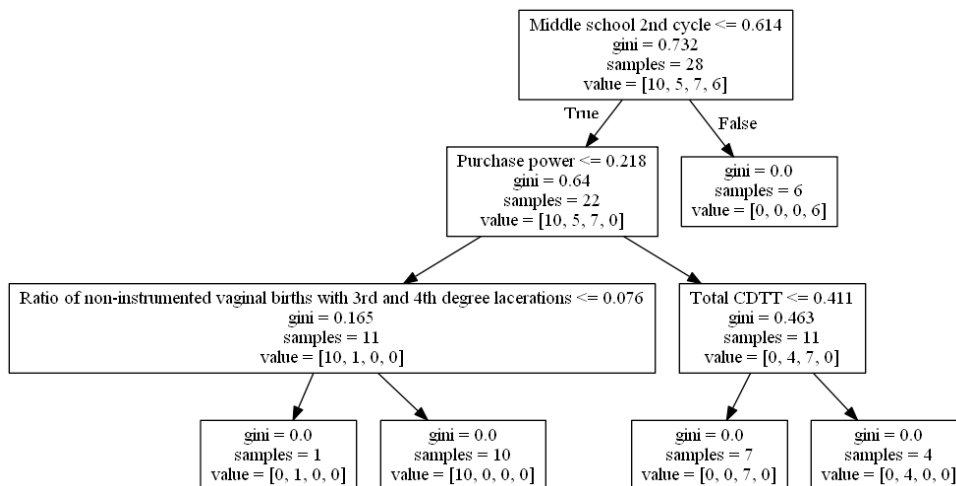 Middle school 2nd cycle <= 0.614
gini = 0.732
samples = 28
value = [10, 5, 7, 6]
True
False
Purchase power <= 0.218
gini = 0.64
samples = 22
value = [10, 5, 7, 0]
gini = 0.0
samples = 6
value = [0, 0, 0, 6]
Ratio of non-instrumented vaginal births with 3rd and 4th degree lacerations <= 0.076
gini = 0.165
samples = 11
value = [10, 1, 0, 0]
Total CDTT <= 0.411
gini = 0.463
samples = 11
value = [0, 4, 7, 0]
gini = 0.0
samples = 1
value = [0, 1, 0, 0]
gini = 0.0
samples = 10
value = [10, 0, 0, 0]
gini = 0.0
samples = 7
value = [0, 0, 7, 0]
gini = 0.0
samples = 4
value = [0, 4, 0, 0]